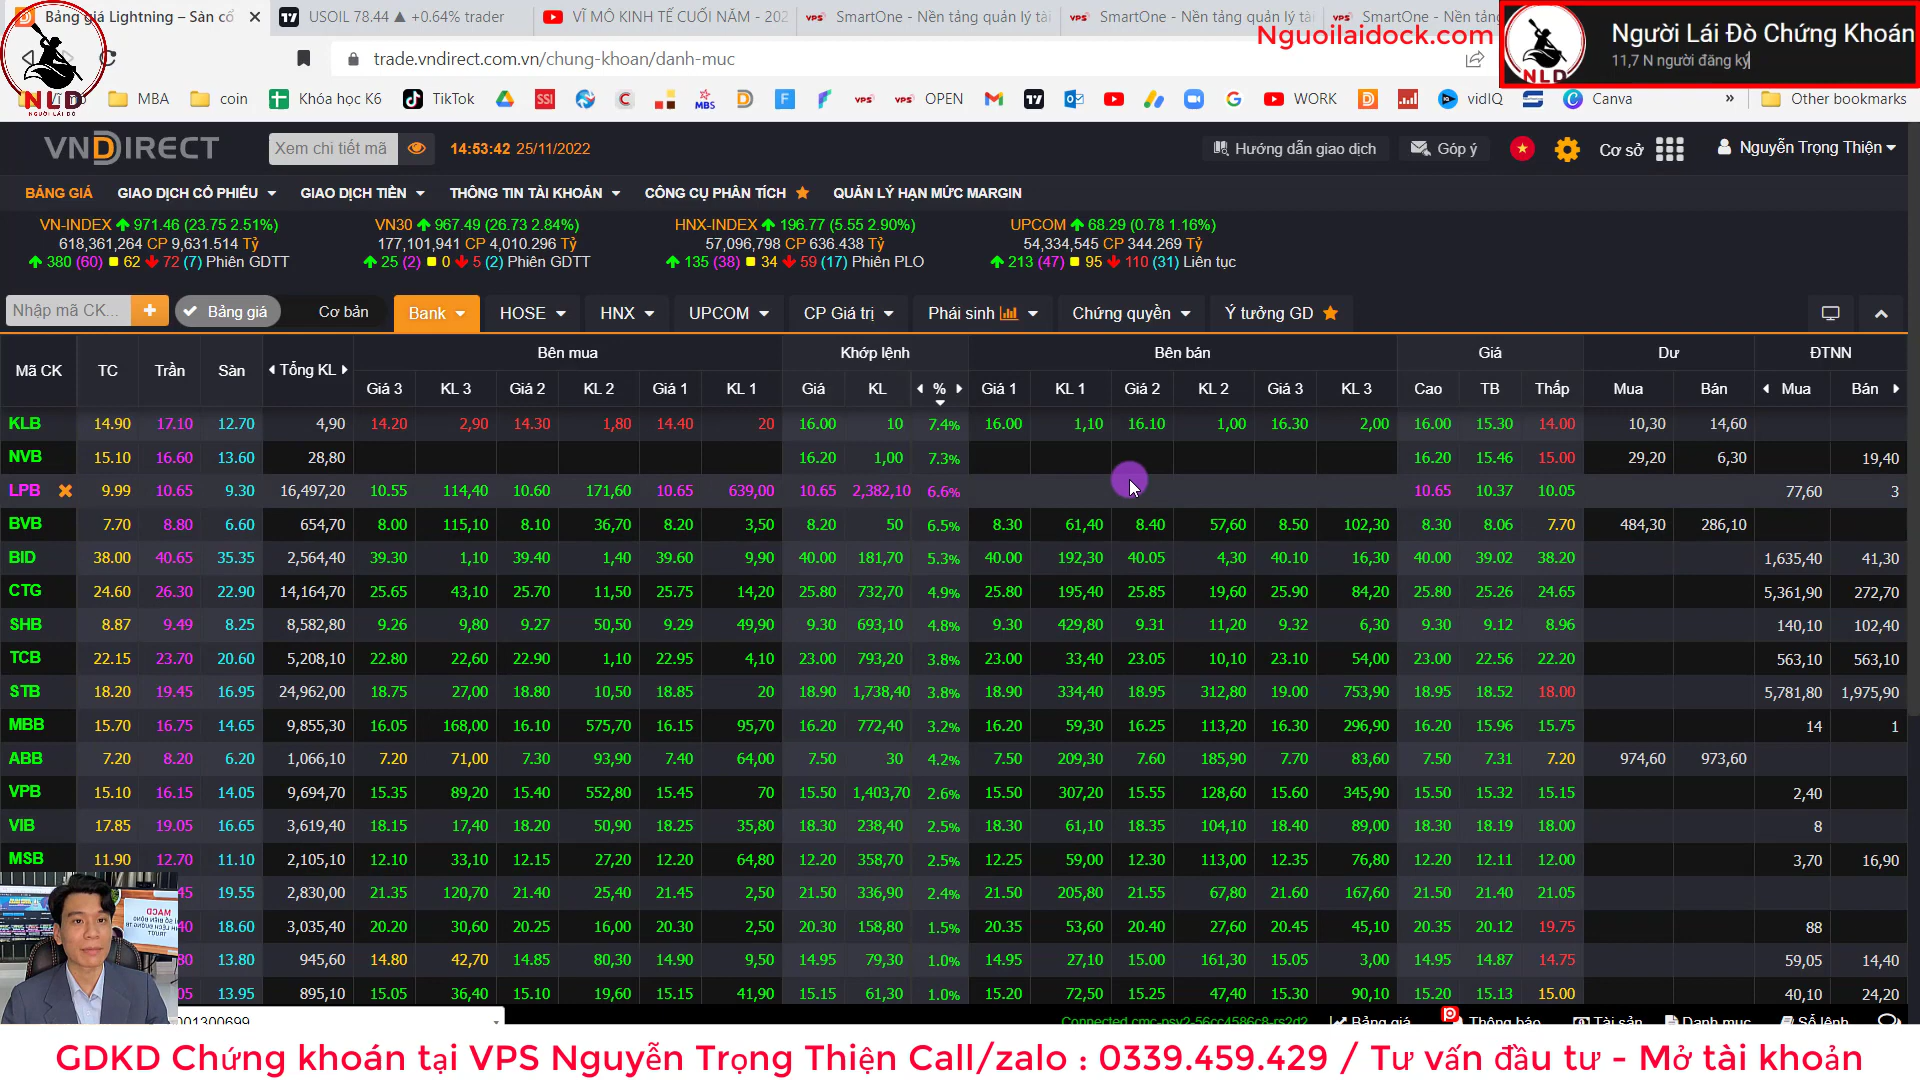 Bảng giá Lightning – Sàn cổ
USOIL 78.44 ▲ +0.64% trader
VĨ MÔ KINH TẾ CUỐI NĂM - 202
VPS SmartOne - Nền tảng quản lý tài
VPS SmartOne - Nền tảng quản lý tài
VPS SmartOne - Nền tảng
Nguoilaidock.com
Người Lái Đò Chứng Khoán
11,7 N người đăng ký
NLD
trade.vndirect.com.vn/chung-khoan/danh-muc
NLD
NGƯỜI LÁI ĐÒ
MBA coin Khóa học K6 TikTok SSI MBS VPS VPS OPEN WORK vidIQ Canva » Other bookmarks
VNDIRECT Xem chi tiết mã 14:53:42 25/11/2022 Hướng dẫn giao dịch Góp ý Cơ sở Nguyễn Trọng Thiện
BẢNG GIÁ GIAO DỊCH CỔ PHIẾU GIAO DỊCH TIỀN THÔNG TIN TÀI KHOẢN CÔNG CỤ PHÂN TÍCH QUẢN LÝ HẠN MỨC MARGIN
VN-INDEX 971.46 (23.75 2.51%) VN30 967.49 (26.73 2.84%) HNX-INDEX 196.77 (5.55 2.90%) UPCOM 68.29 (0.78 1.16%)
618,361,264 CP 9,631.514 Tỷ 177,101,941 CP 4,010.296 Tỷ 57,096,798 CP 636.438 Tỷ 54,334,545 CP 344.269 Tỷ
380 (60) 62 72 (7) Phiên GDTT 25 (2) 0 5 (2) Phiên GDTT 135 (38) 34 59 (17) Phiên PLO 213 (47) 95 110 (31) Liên tục
Nhập mã CK... + Bảng giá Cơ bản Bank HOSE HNX UPCOM CP Giá trị Phái sinh Chứng quyền Ý tưởng GD
Mã CK TC Trần Sàn Tổng KL Bên mua Khớp lệnh Bên bán Giá Dư ĐTNN
Giá 3 KL 3 Giá 2 KL 2 Giá 1 KL 1 Giá KL % Giá 1 KL 1 Giá 2 KL 2 Giá 3 KL 3 Cao TB Thấp Mua Bán Mua Bán
KLB 14.90 17.10 12.70 4,90 14.20 2,90 14.30 1,80 14.40 20 16.00 10 7.4% 16.00 1,10 16.10 1,00 16.30 2,00 16.00 15.30 14.00 10,30 14,60
NVB 15.10 16.60 13.60 28,80 16.20 1,00 7.3% 16.20 15.46 15.00 29,20 6,30 19,40
LPB 9.99 10.65 9.30 16,497,20 10.55 114,40 10.60 171,60 10.65 639,00 10.65 2,382,10 6.6% 10.65 10.37 10.05 77,60 3
BVB 7.70 8.80 6.60 654,70 8.00 115,10 8.10 36,70 8.20 3,50 8.20 50 6.5% 8.30 61,40 8.40 57,60 8.50 102,30 8.30 8.06 7.70 484,30 286,10
BID 38.00 40.65 35.35 2,564,40 39.30 1,10 39.40 1,40 39.60 9,90 40.00 181,70 5.3% 40.00 192,30 40.05 4,30 40.10 16,30 40.00 39.02 38.20 1,635,40 41,30
CTG 24.60 26.30 22.90 14,164,70 25.65 43,10 25.70 11,50 25.75 14,20 25.80 732,70 4.9% 25.80 195,40 25.85 19,60 25.90 84,20 25.80 25.26 24.65 5,361,90 272,70
SHB 8.87 9.49 8.25 8,582,80 9.26 9,80 9.27 50,50 9.29 49,90 9.30 693,10 4.8% 9.30 429,80 9.31 11,20 9.32 6,30 9.30 9.12 8.96 140,10 102,40
TCB 22.15 23.70 20.60 5,208,10 22.80 22,60 22.90 1,10 22.95 4,10 23.00 793,20 3.8% 23.00 33,40 23.05 10,10 23.10 54,00 23.00 22.56 22.20 563,10 563,10
STB 18.20 19.45 16.95 24,962,00 18.75 27,00 18.80 10,50 18.85 20 18.90 1,738,40 3.8% 18.90 334,40 18.95 312,80 19.00 753,90 18.95 18.52 18.00 5,781,80 1,975,90
MBB 15.70 16.75 14.65 9,855,30 16.05 168,00 16.10 575,70 16.15 95,70 16.20 772,40 3.2% 16.20 59,30 16.25 113,20 16.30 296,90 16.20 15.96 15.75 14 1
ABB 7.20 8.20 6.20 1,066,10 7.20 71,00 7.30 93,90 7.40 64,00 7.50 30 4.2% 7.50 209,30 7.60 185,90 7.70 83,60 7.50 7.31 7.20 974,60 973,60
VPB 15.10 16.15 14.05 9,694,70 15.35 89,20 15.40 552,80 15.45 70 15.50 1,403,70 2.6% 15.50 307,20 15.55 128,60 15.60 345,90 15.50 15.32 15.15 2,40
VIB 17.85 19.05 16.65 3,619,40 18.15 17,40 18.20 50,90 18.25 35,80 18.30 238,40 2.5% 18.30 61,10 18.35 104,10 18.40 89,00 18.30 18.19 18.00 8
MSB 11.90 12.70 11.10 2,105,10 12.10 33,10 12.15 27,20 12.20 64,80 12.20 358,70 2.5% 12.25 59,00 12.30 113,00 12.35 76,80 12.20 12.11 12.00 3,70 16,90
45 19.55 2,830,00 21.35 120,70 21.40 25,40 21.45 2,50 21.50 336,90 2.4% 21.50 205,80 21.55 67,80 21.60 167,60 21.50 21.40 21.05
40 18.60 3,035,40 20.20 30,60 20.25 16,00 20.30 2,50 20.30 158,80 1.5% 20.35 53,60 20.40 27,60 20.45 45,10 20.35 20.12 19.75 88
80 13.80 945,60 14.80 42,70 14.85 80,30 14.90 9,50 14.95 79,30 1.0% 14.95 27,10 15.00 161,30 15.05 3,00 14.95 14.87 14.75 59,05 14,40
05 13.95 895,10 15.05 36,40 15.10 19,60 15.15 41,90 15.15 61,30 1.0% 15.20 72,50 15.25 47,40 15.30 90,10 15.20 15.13 15.00 40,10 24,20
MACD
001300699 Connected cmc-psv2-56cc4586c8-rs2d2 Bảng giá Thông báo Tài sản Danh mục Sổ lệnh
GDKD Chứng khoán tại VPS Nguyễn Trọng Thiện Call/zalo : 0339.459.429 / Tư vấn đầu tư - Mở tài khoản